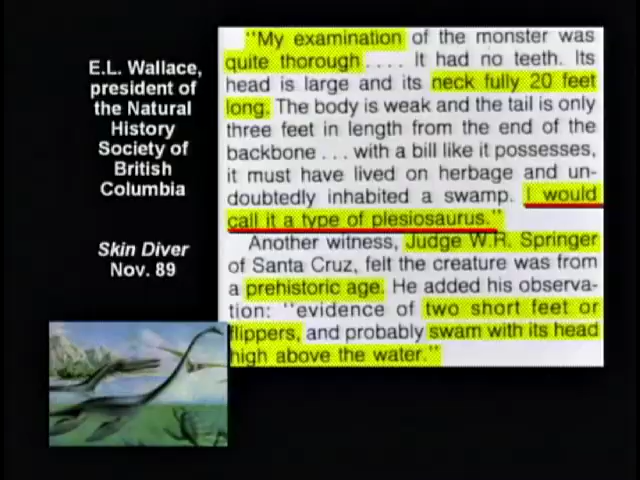 E.L. Wallace,
president of
the Natural
History
Society of
British
Columbia
Skin Diver
Nov. 89
"My examination of the monster was
quite thorough . . . . It had no teeth. Its
head is large and its neck fully 20 feet
long. The body is weak and the tail is only
three feet in length from the end of the
backbone . . . with a bill like it possesses,
it must have lived on herbage and un-
doubtedly inhabited a swamp. I would
call it a type of plesiosaurus."
Another witness, Judge W.R. Springer
of Santa Cruz, felt the creature was from
a prehistoric age. He added his observa-
tion: "evidence of two short feet or
flippers, and probably swam with its head
high above the water."